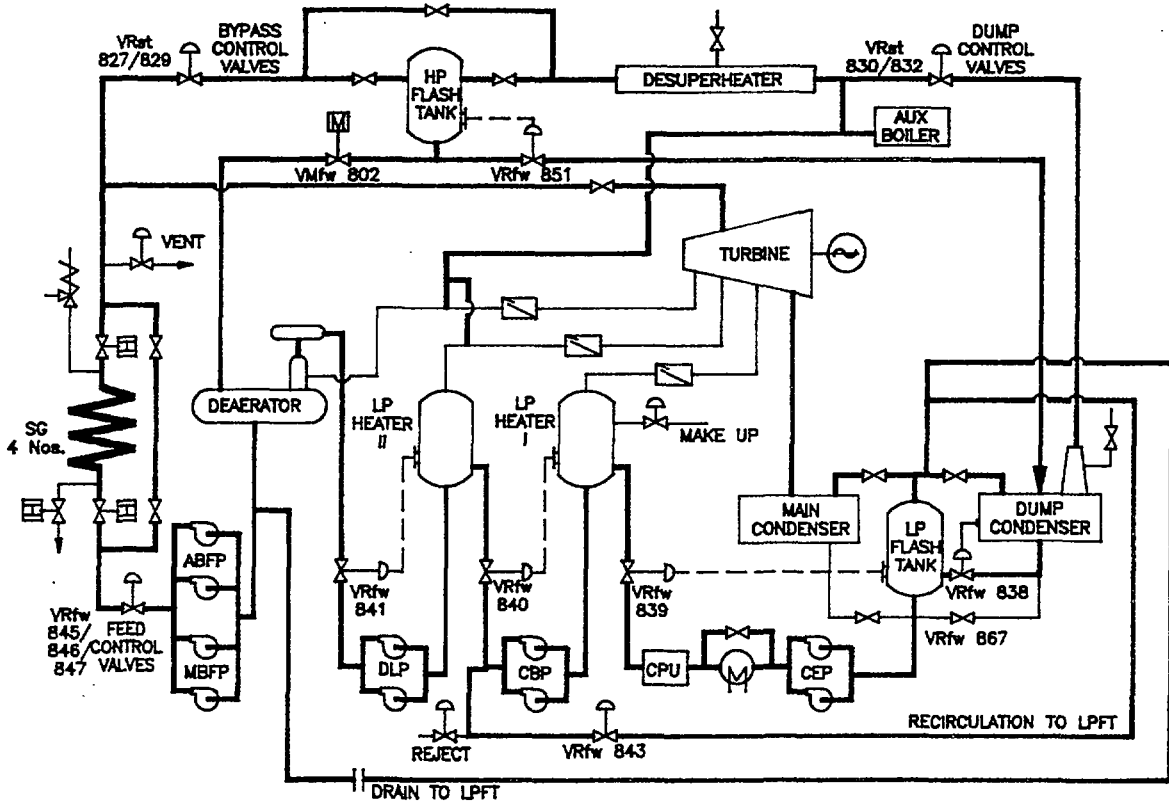 VRst
827/829
BYPASS
CONTROL
VALVES
HP
FLASH
TANK
DESUPERHEATER
VRst
830/832
DUMP
CONTROL
VALVES
AUX
BOILER
M
VMfw 802
VRfw 851
VENT
TURBINE
H
DEAERATOR
SG
4 Nos.
LP
HEATER
II
LP
HEATER
I
MAKE UP
MAIN
CONDENSER
LP
FLASH
TANK
DUMP
CONDENSER
H
H
ABFP
MBFP
VRfw
845/
846/
847
FEED
CONTROL
VALVES
VRfw
841
VRfw
840
VRfw
839
VRfw 838
VRfw 867
DLP
CBP
CPU
CEP
REJECT
VRfw 843
RECIRCULATION TO LPFT
DRAIN TO LPFT